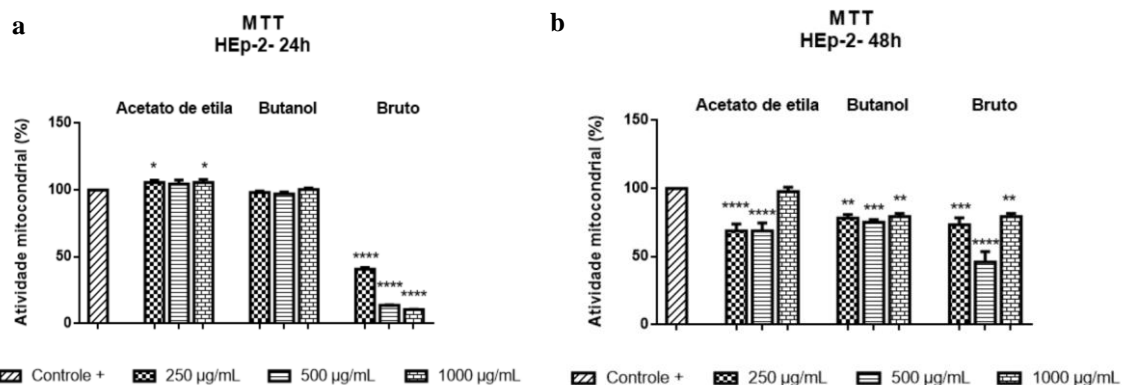 a
MTT
HEp-2- 24h
Acetato de etila Butanol Bruto
Atividade mitocondrial (%)
150
100
50
0
* *
**** **** ****
Controle + 250 µg/mL 500 µg/mL 1000 µg/mL
b
MTT
HEp-2- 48h
Acetato de etila Butanol Bruto
Atividade mitocondrial (%)
150
100
50
0
**** **** ** *** ** *** **** **
Controle + 250 µg/mL 500 µg/mL 1000 µg/mL